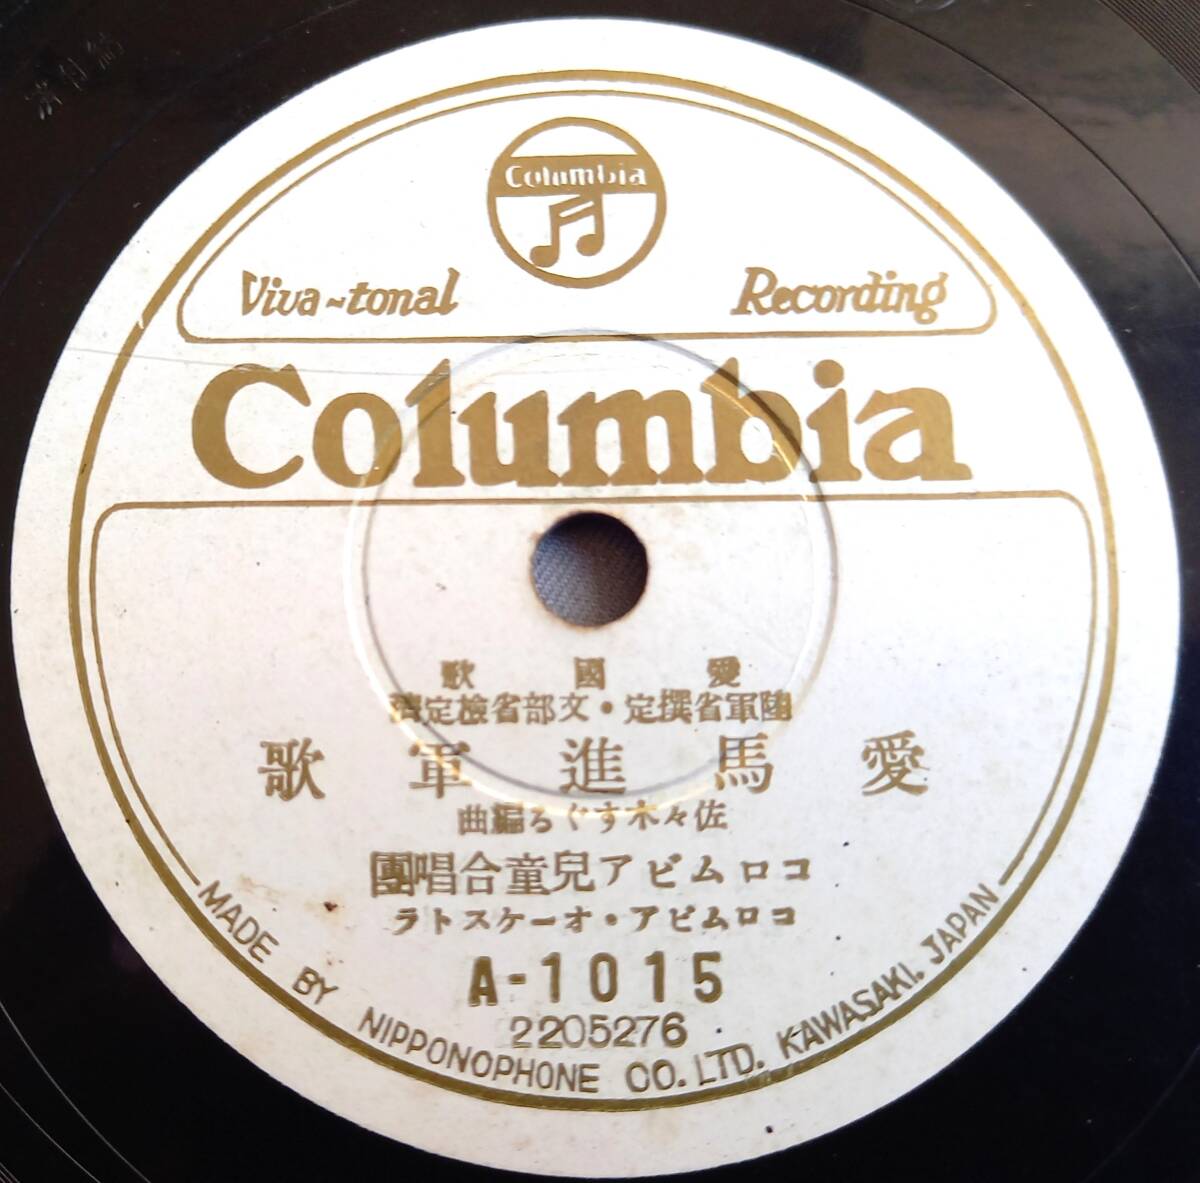 Columbia
Viva-tonal Recording
Columbia
愛國歌
陸軍省撰定・文部省檢定濟
愛馬進軍歌
佐々木すぐる編曲
コロムビア兒童合唱團
コロムビア・オーケストラ
A-1015
2205276
MADE BY NIPPONOPHONE CO. LTD. KAWASAKI, JAPAN